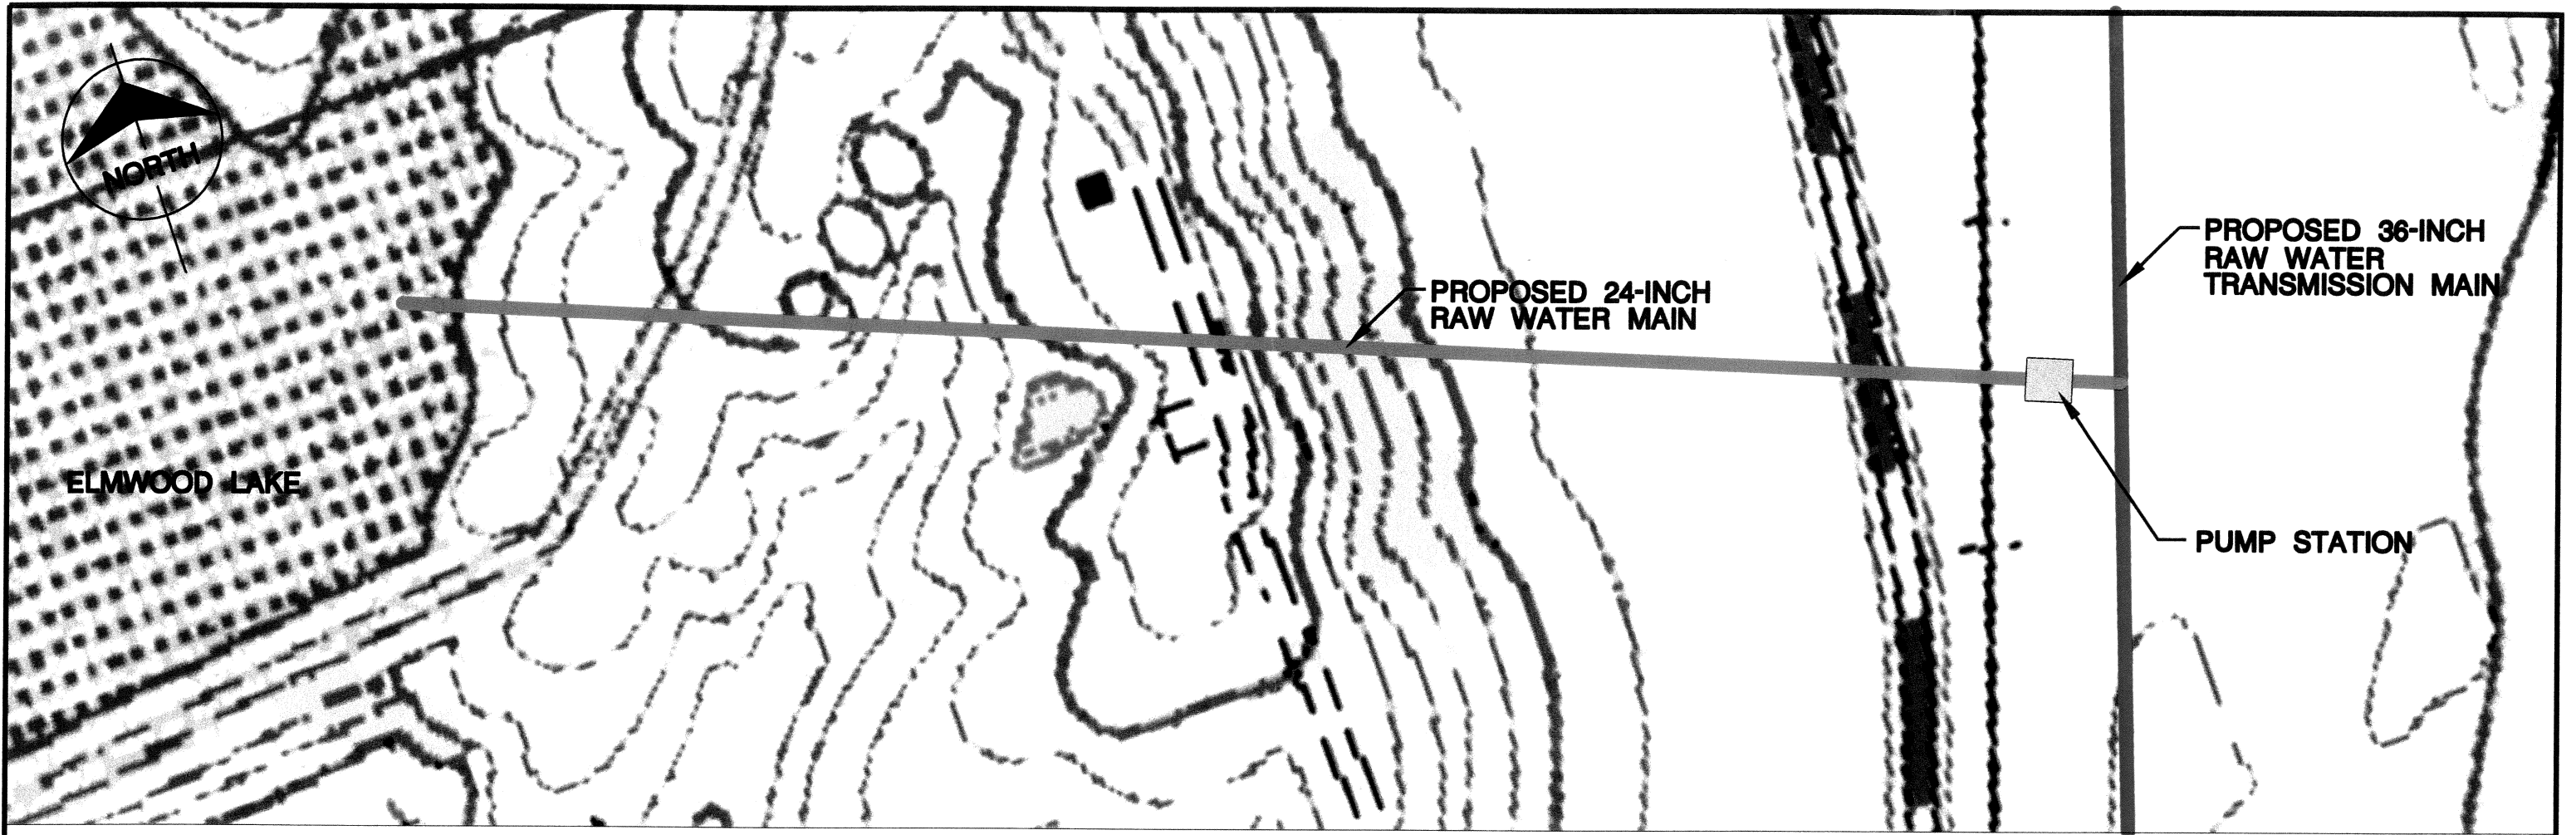 NORTH
PROPOSED 36-INCH
RAW WATER
TRANSMISSION MAIN
PROPOSED 24-INCH
RAW WATER MAIN
ELMWOOD LAKE
PUMP STATION